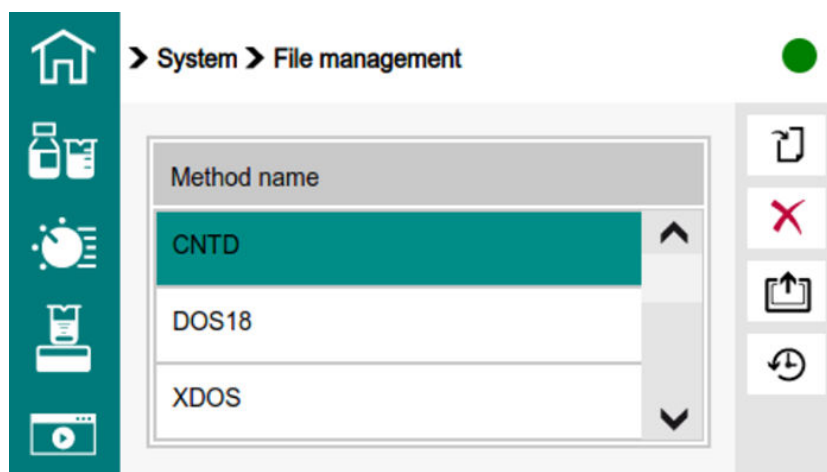 System File management
Method name
CNTD
DOS18
XDOS